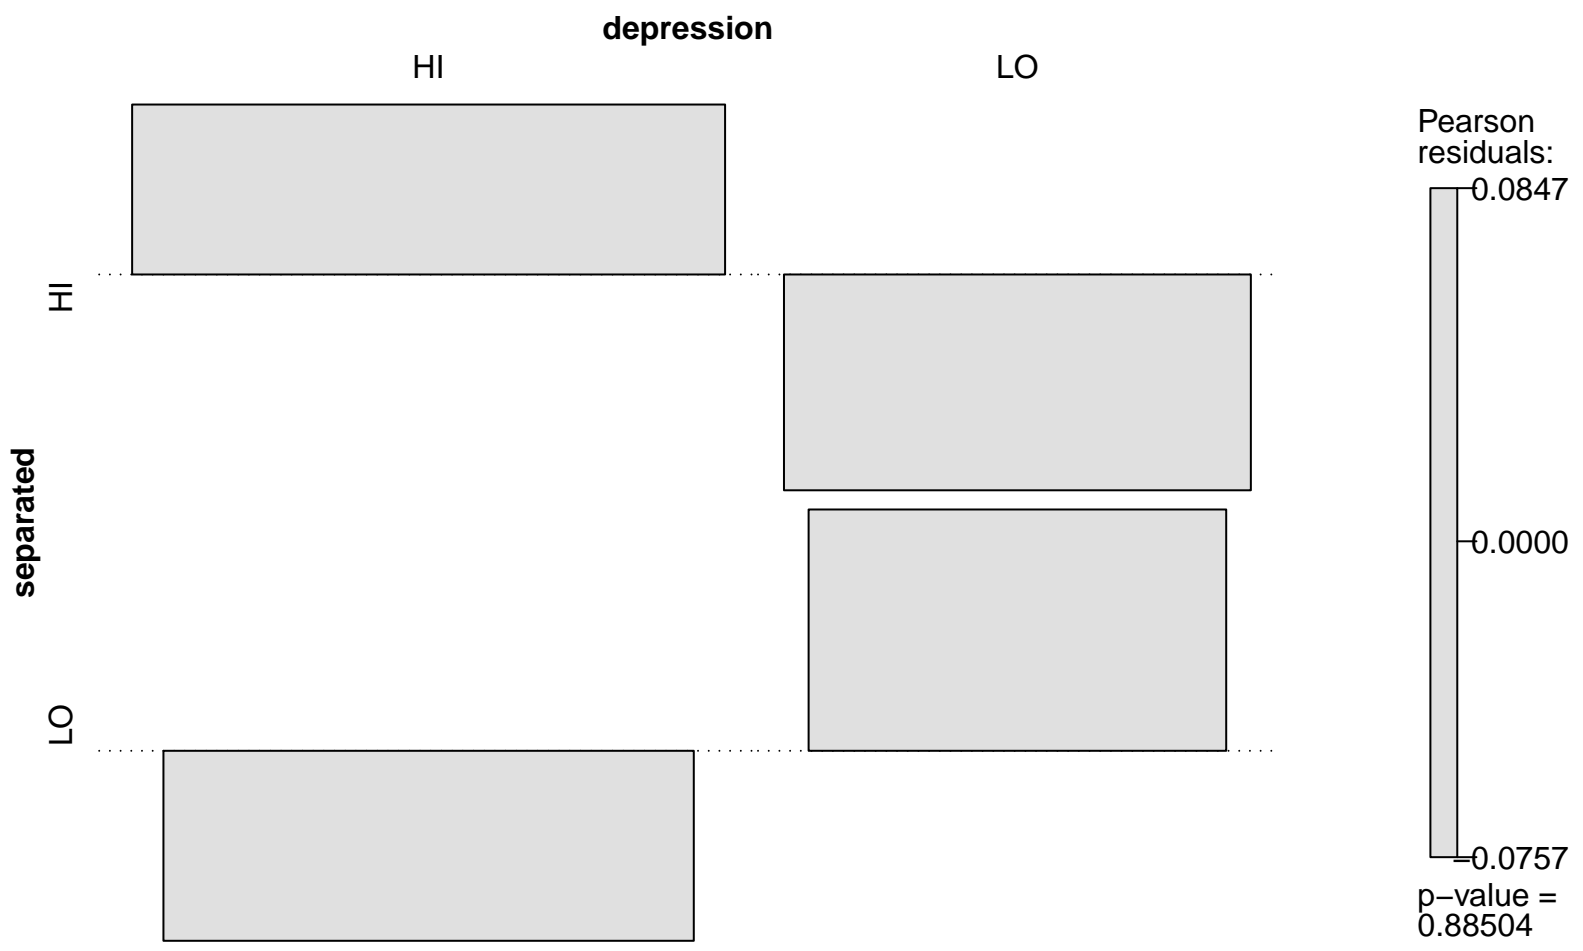 depression
HI
LO
HI
separated
LO
Pearson
residuals:
0.0847
0.0000
−0.0757
p−value =
0.88504